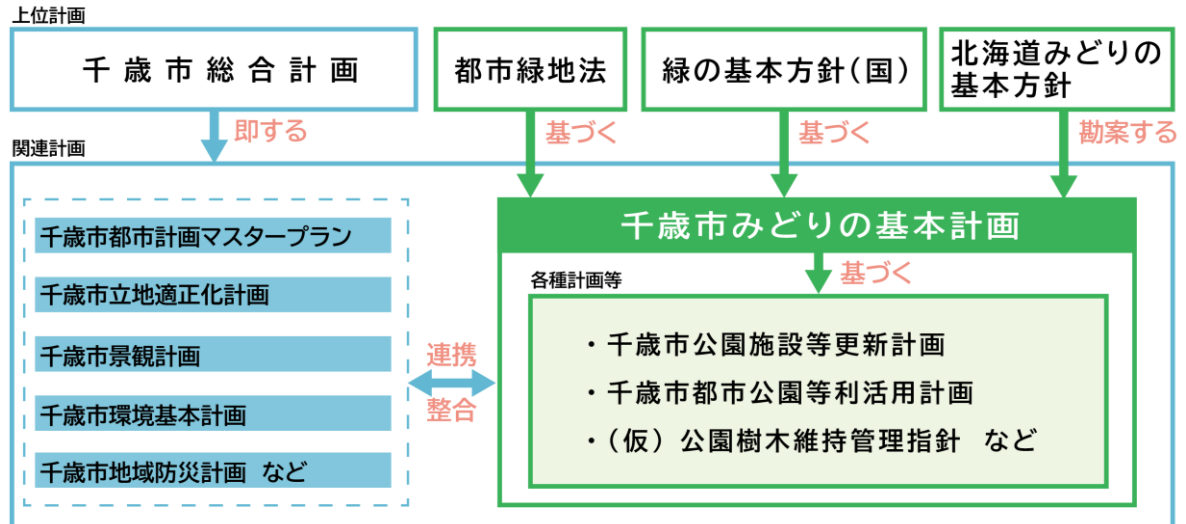 上位計画
千歳市総合計画
都市緑地法
緑の基本方針(国)
北海道みどりの
基本方針
即する
基づく
基づく
勘案する
関連計画
千歳市都市計画マスタープラン
千歳市立地適正化計画
千歳市景観計画
千歳市環境基本計画
千歳市地域防災計画 など
連携
整合
千歳市みどりの基本計画
基づく
各種計画等
・千歳市公園施設等更新計画
・千歳市都市公園等利活用計画
・(仮)公園樹木維持管理指針 など